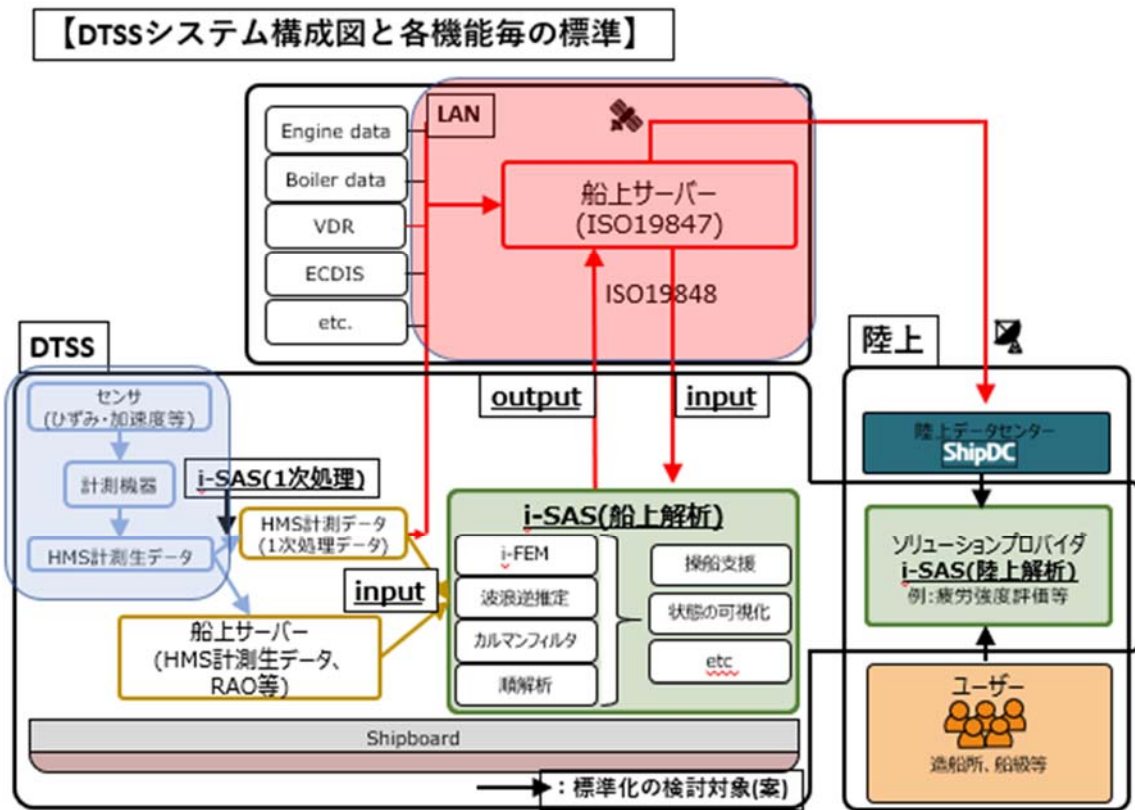 【DTSSシステム構成図と各機能毎の標準】
LAN
Engine data
Boiler data
VDR
ECDIS
etc.
船上サーバー
(ISO19847)
ISO19848
DTSS
センサ
(ひずみ・加速度等)
計測機器
i-SAS(1次処理)
HMS計測生データ
HMS計測データ
(1次処理データ)
input
船上サーバー
(HMS計測生データ、
RAO等)
output
input
i-SAS(船上解析)
i-FEM
波浪逆推定
カルマンフィルタ
順解析
操船支援
状態の可視化
etc
Shipboard
：標準化の検討対象(案)
陸上
陸上データセンター
ShipDC
ソリューションプロバイダ
i-SAS(陸上解析)
例:疲労強度評価等
ユーザー
造船所、船級等